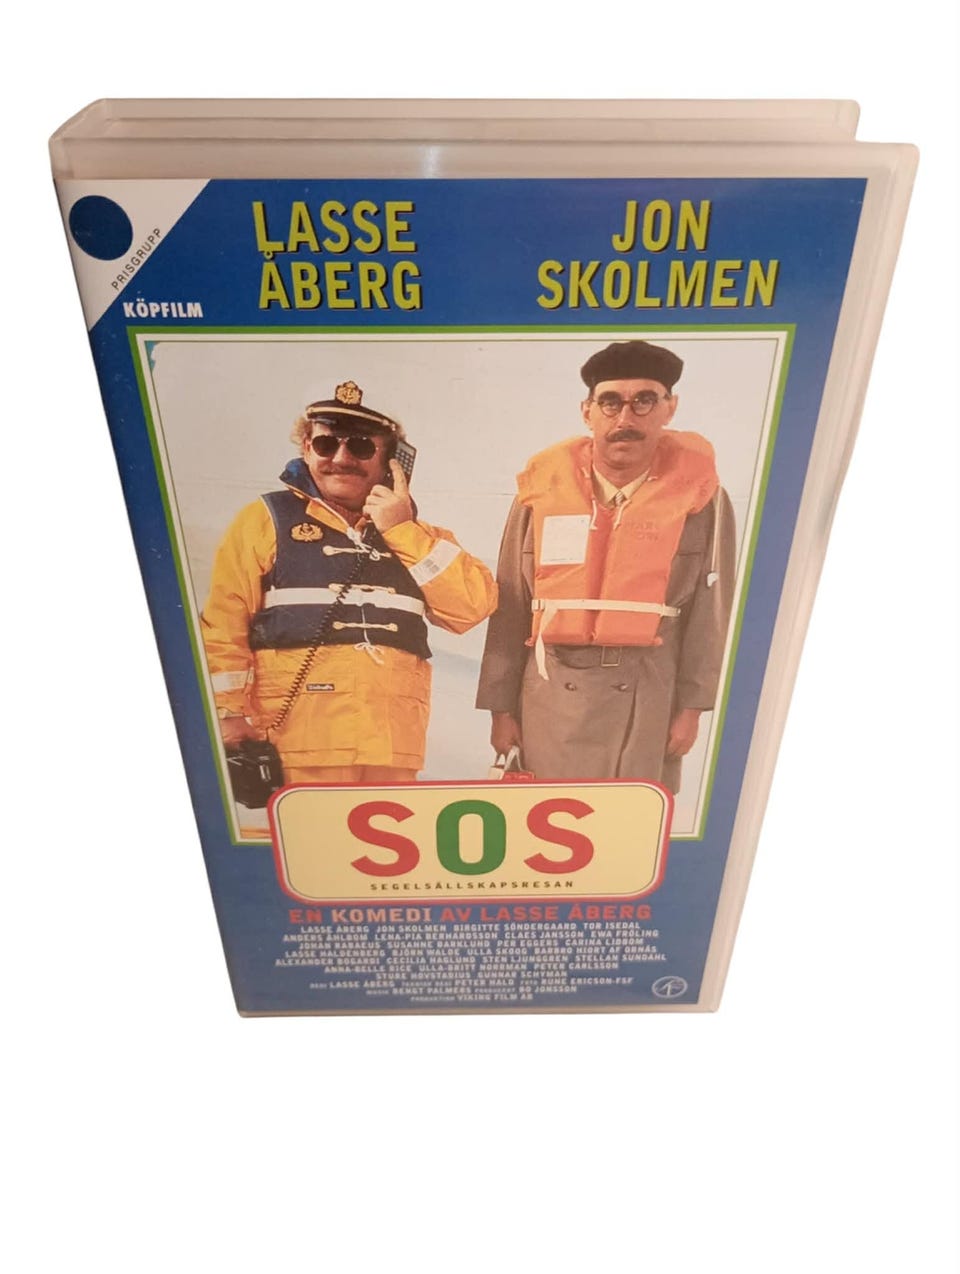 LASSE
ÅBERG
JON
SKOLMEN
PRISGRUPP
KÖPFILM
SOS
SEGELSÄLLSKAPSRESAN
EN KOMEDI AV LASSE ÅBERG
LASSE ÅBERG JON SKOLMEN BIRGITTE SÖNDERGAARD TOR ISEDAL
ANDERS ÅHLBOM LENA-PIA BERNHARDSSON CLAES JANSSON EWA FRÖLING
JOHAN RABAEUS SUSANNE BARKLUND PER EGGERS CARINA LIDBOM
LASSE HALDENBERG BJÖRN WALDE ULLA SKOOG BARBRO HIORT AF ORNÄS
ALEXANDER BOGARDI CECILIA HAGLUND STEN LJUNGGREN STELLAN SUNDAHL
ANNA-BELLE RICE ULLA-BRITT NORRMAN PETER CARLSSON
STURE HOVSTADIUS GUNNAR SCHYMAN
REGI LASSE ÅBERG TEKNISK REGI PETER HALD FOTO RUNE ERICSON-FSF
MUSIK BENGT PALMERS PRODUCENT BO JONSSON
PRODUKTION VIKING FILM AB